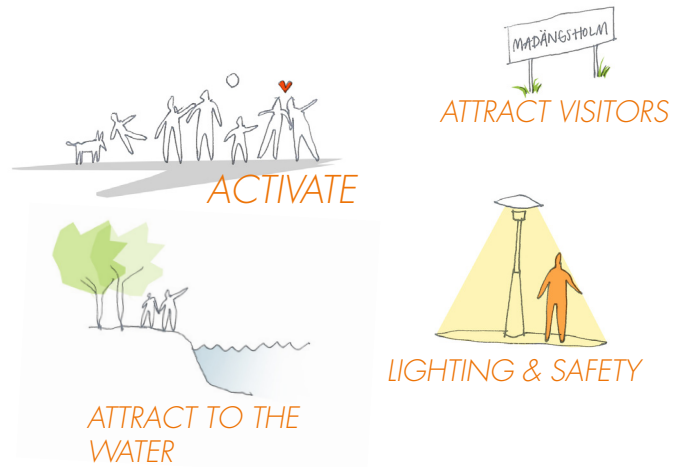 MADÄNGSHOLM
ATTRACT VISITORS
ACTIVATE
LIGHTING & SAFETY
ATTRACT TO THE
WATER